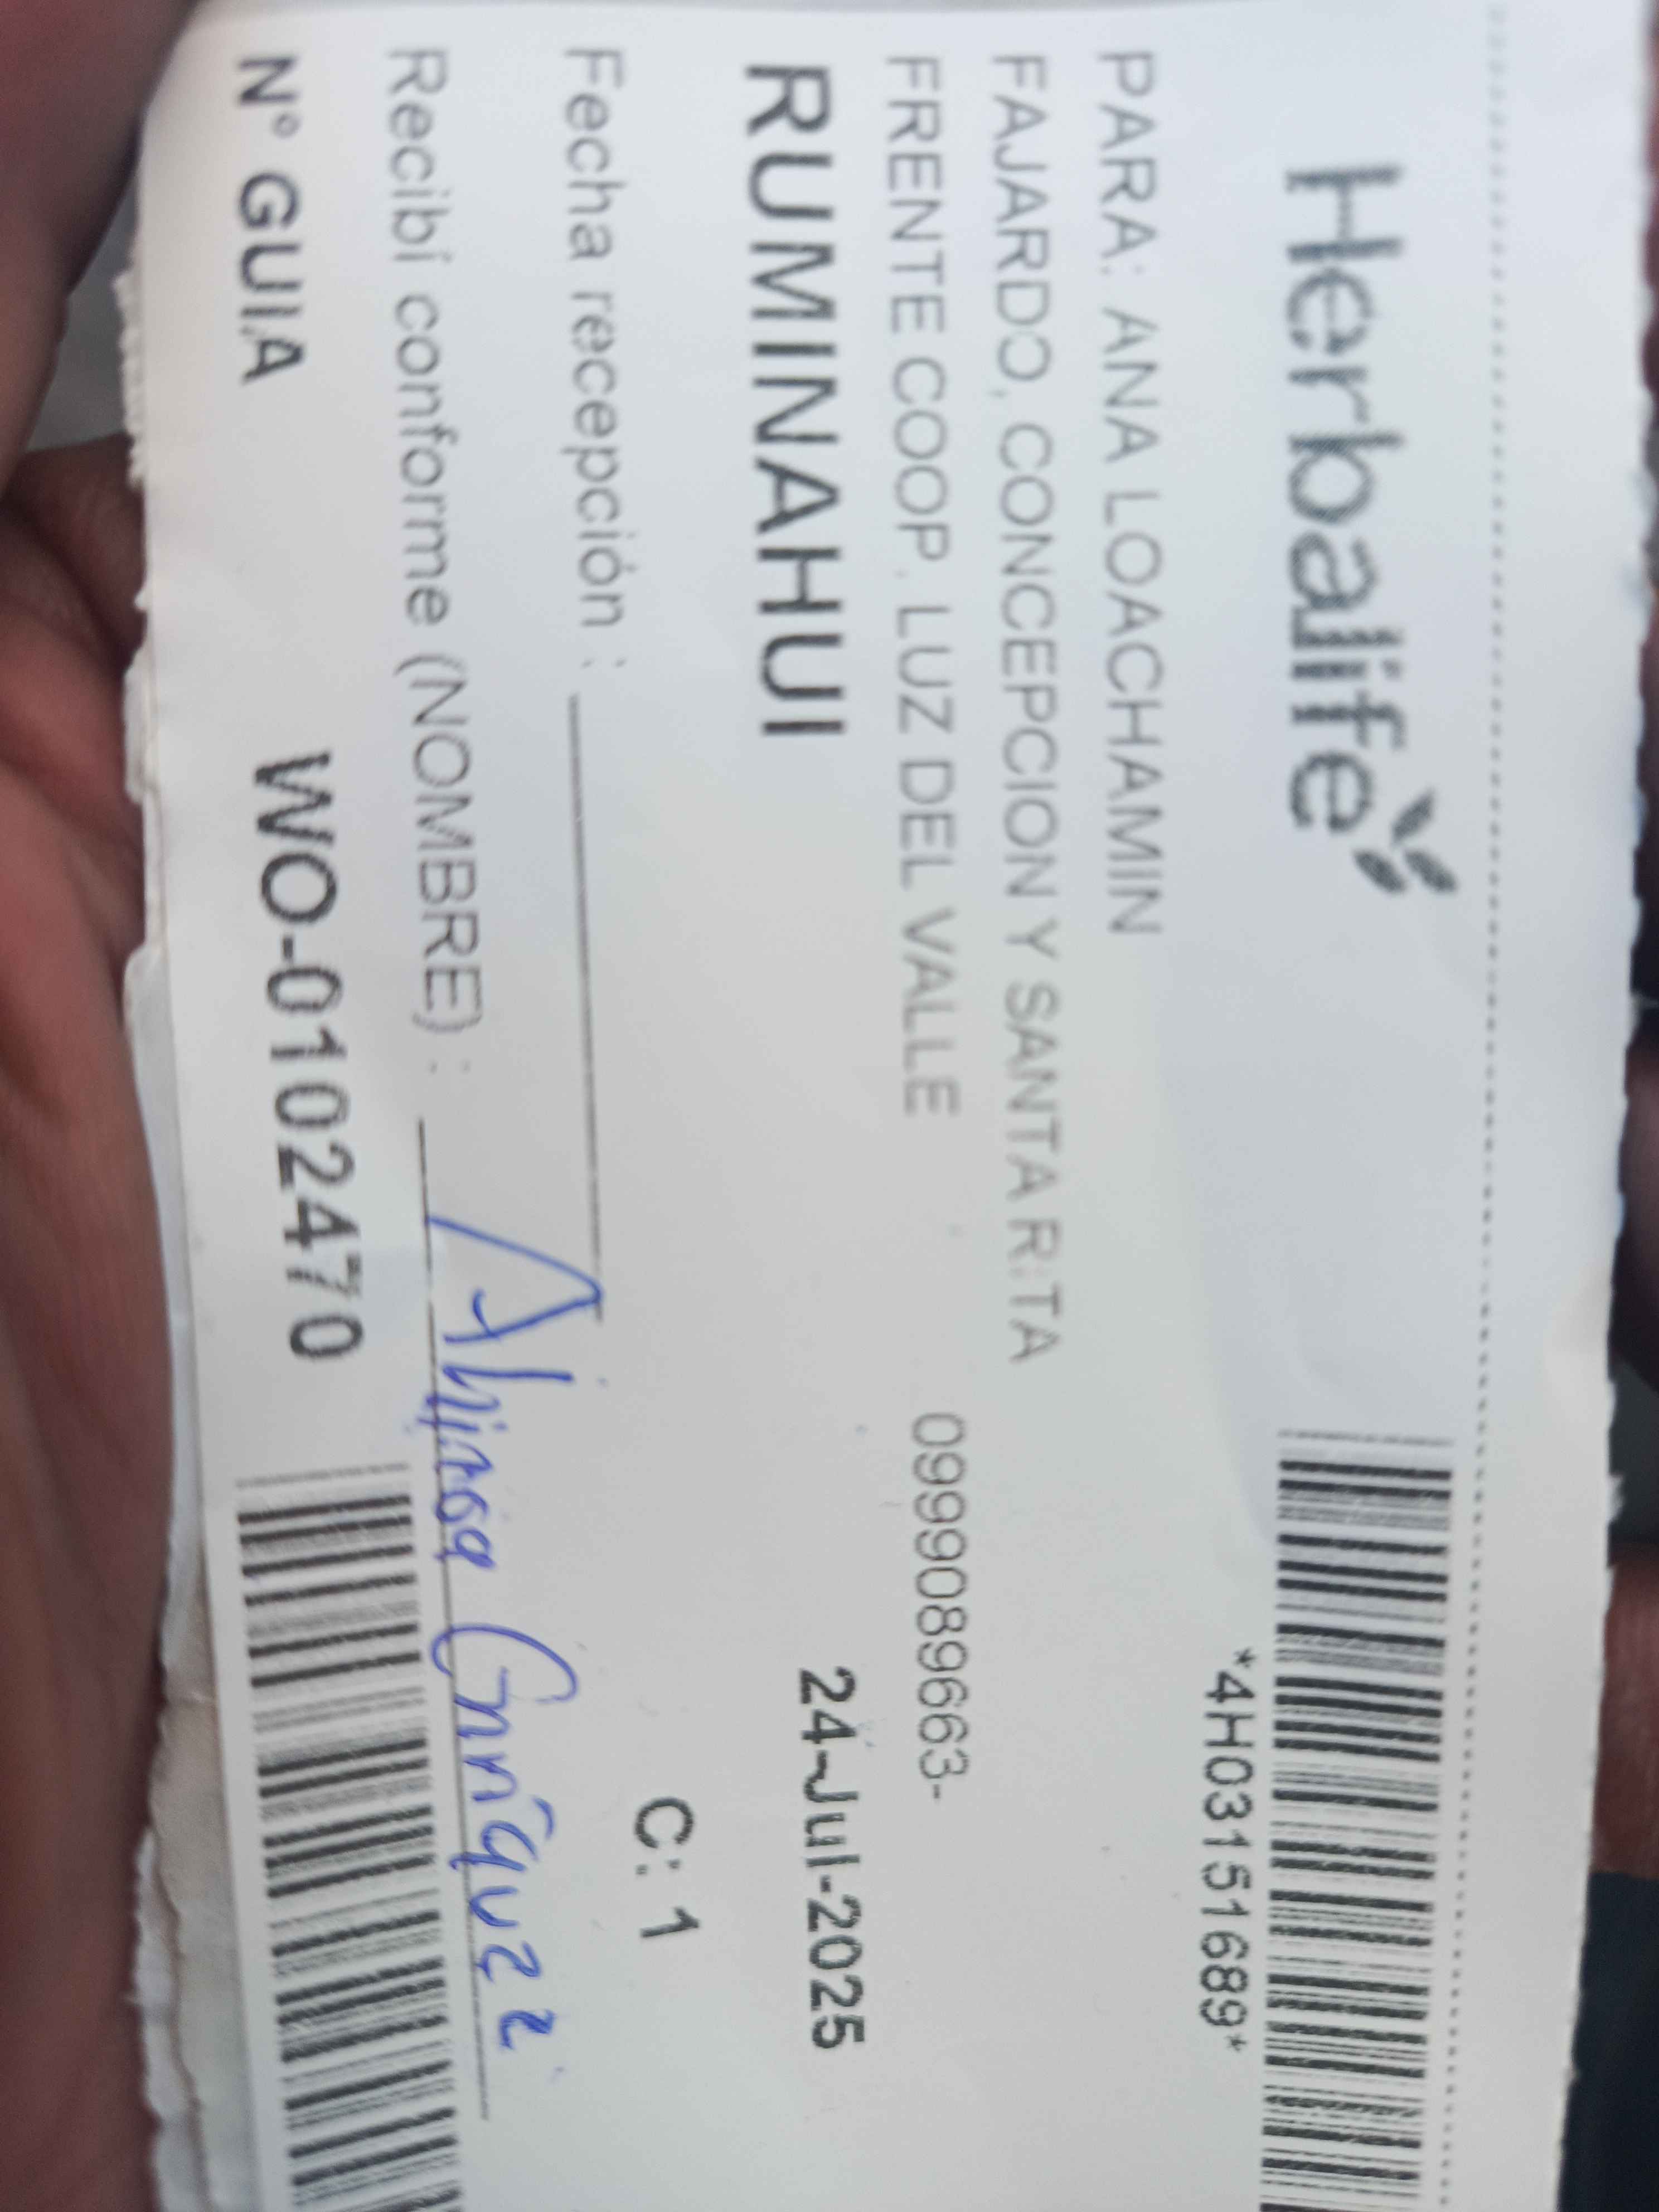 Herbalife
*4H03151689*
PARA: ANA LOACHAMIN
FAJARDO, CONCEPCION Y SANTA RITA
FRENTE COOP. LUZ DEL VALLE 0999089663-
RUMINAHUI 24-Jul-2025
Fecha recepción : C: 1
Recibí conforme (NOMBRE) :
N° GUIA WO-0102470